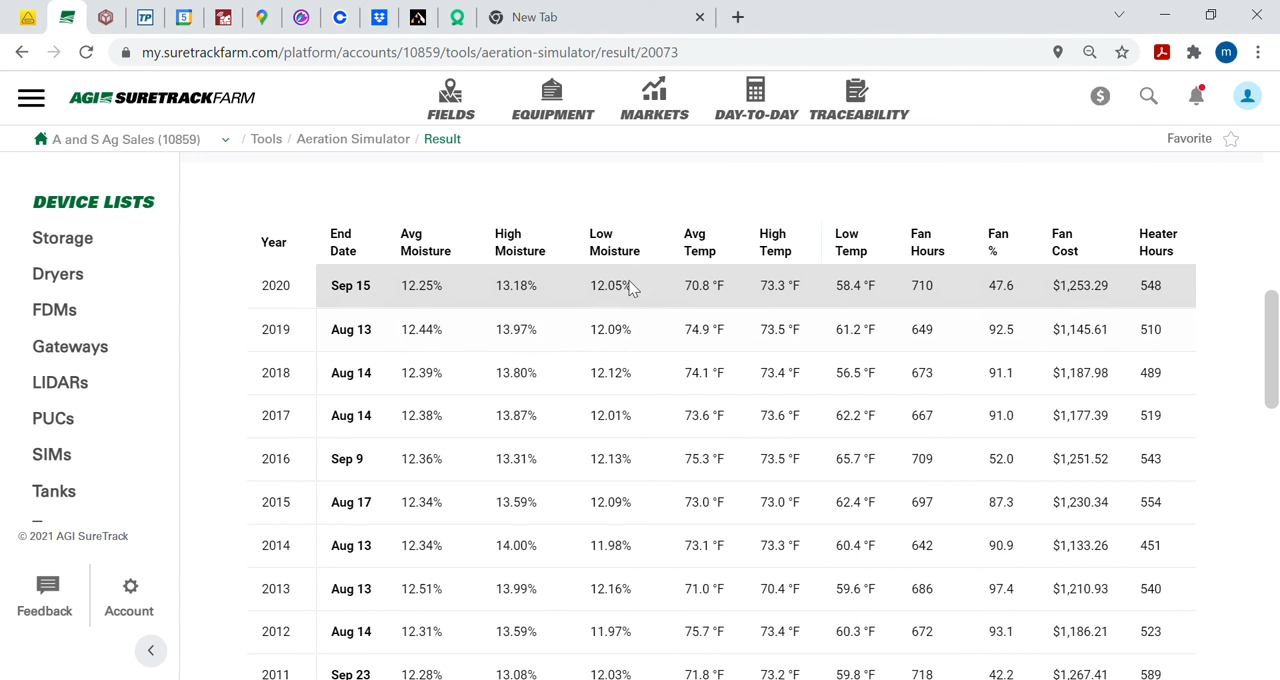 New Tab
my.suretrackfarm.com/platform/accounts/10859/tools/aeration-simulator/result/20073
m
AGI SURETRACKFARM
FIELDS
EQUIPMENT
MARKETS
DAY-TO-DAY
TRACEABILITY
A and S Ag Sales (10859) / Tools / Aeration Simulator / Result
Favorite
DEVICE LISTS
Storage
Dryers
FDMs
Gateways
LIDARs
PUCs
SIMs
Tanks
© 2021 AGI SureTrack
Feedback
Account
Year End Date Avg Moisture High Moisture Low Moisture Avg Temp High Temp Low Temp Fan Hours Fan % Fan Cost Heater Hours
2020 Sep 15 12.25% 13.18% 12.05% 70.8 °F 73.3 °F 58.4 °F 710 47.6 $1,253.29 548
2019 Aug 13 12.44% 13.97% 12.09% 74.9 °F 73.5 °F 61.2 °F 649 92.5 $1,145.61 510
2018 Aug 14 12.39% 13.80% 12.12% 74.1 °F 73.4 °F 56.5 °F 673 91.1 $1,187.98 489
2017 Aug 14 12.38% 13.87% 12.01% 73.6 °F 73.6 °F 62.2 °F 667 91.0 $1,177.39 519
2016 Sep 9 12.36% 13.31% 12.13% 75.3 °F 73.5 °F 65.7 °F 709 52.0 $1,251.52 543
2015 Aug 17 12.34% 13.59% 12.09% 73.0 °F 73.0 °F 62.4 °F 697 87.3 $1,230.34 554
2014 Aug 13 12.34% 14.00% 11.98% 73.1 °F 73.3 °F 60.4 °F 642 90.9 $1,133.26 451
2013 Aug 13 12.51% 13.99% 12.16% 71.0 °F 70.4 °F 59.6 °F 686 97.4 $1,210.93 540
2012 Aug 14 12.31% 13.59% 11.97% 75.7 °F 73.4 °F 60.3 °F 672 93.1 $1,186.21 523
2011 Sep 23 12.28% 13.08% 12.03% 71.8 °F 73.2 °F 59.8 °F 718 42.2 $1,267.41 589